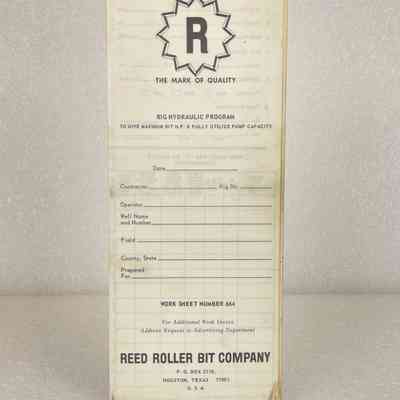 R
THE MARK OF QUALITY
RIG HYDRAULIC PROGRAM
TO GIVE MAXIMUM BIT H.P. & FULLY UTILIZE PUMP CAPACITY
Date
Contractor Rig No.
Operator
Well Name
and Number
Field
County, State
Prepared
For
WORK SHEET NUMBER 664
For Additional Work Sheets
Address Request to Advertising Department
REED ROLLER BIT COMPANY
P. O. BOX 2119,
HOUSTON, TEXAS 77001
U. S. A.